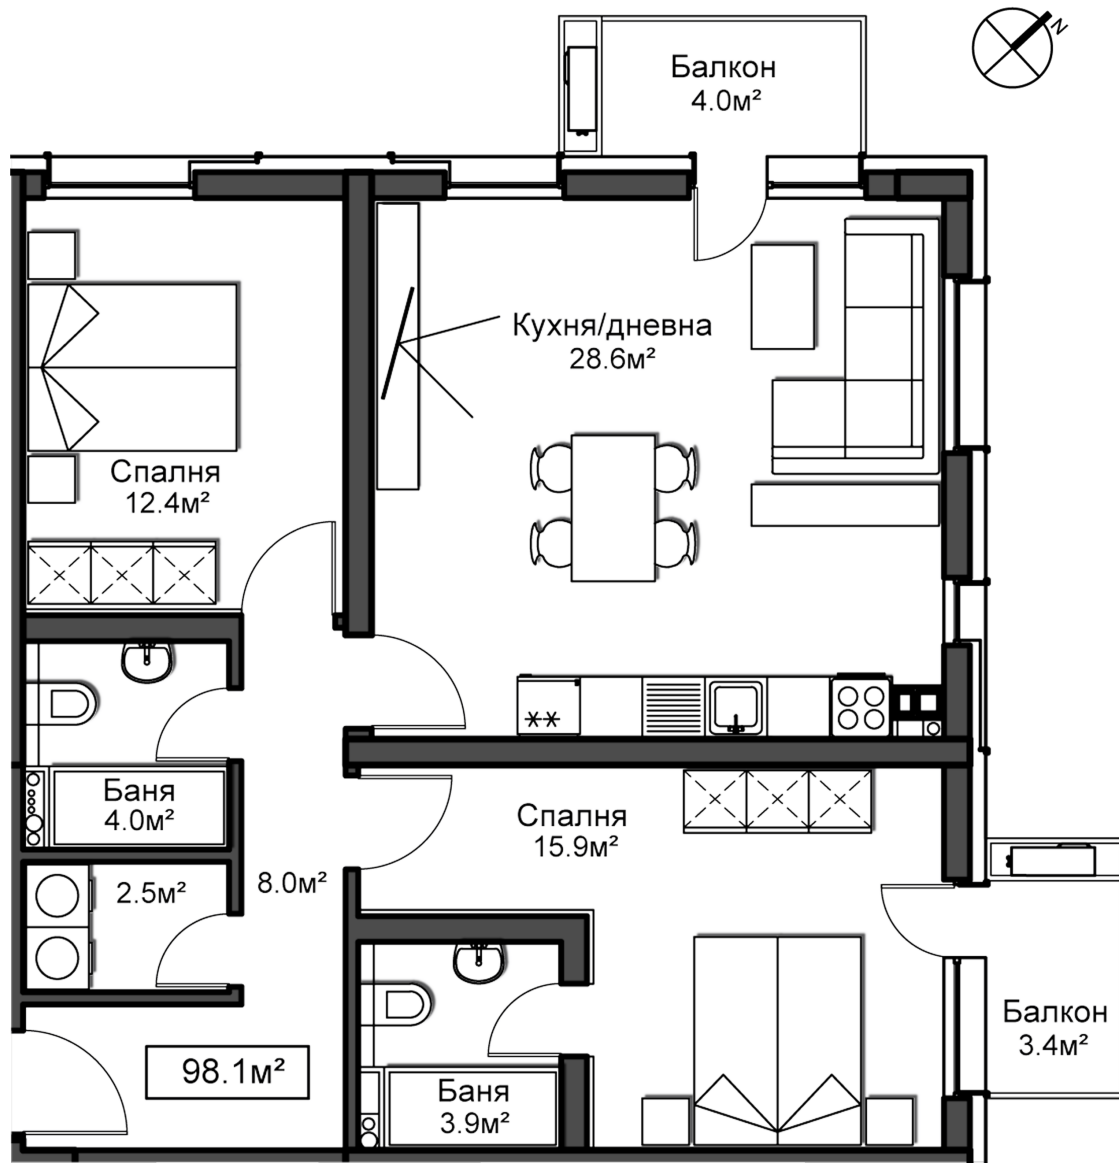 N
Балкон
4.0м²
Кухня/дневна
28.6м²
Спалня
12.4м²
**
Баня
4.0м²
Спалня
15.9м²
2.5м²
8.0м²
Балкон
3.4м²
98.1м²
Баня
3.9м²